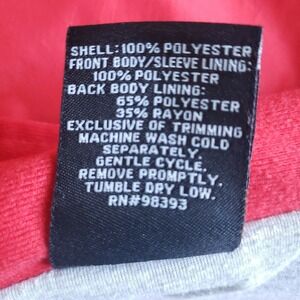 SHELL: 100% POLYESTER
FRONT BODY/SLEEVE LINING:
100% POLYESTER
BACK BODY LINING:
65% POLYESTER
35% RAYON
EXCLUSIVE OF TRIMMING
MACHINE WASH COLD
SEPARATELY.
GENTLE CYCLE.
REMOVE PROMPTLY.
TUMBLE DRY LOW.
RN#98393